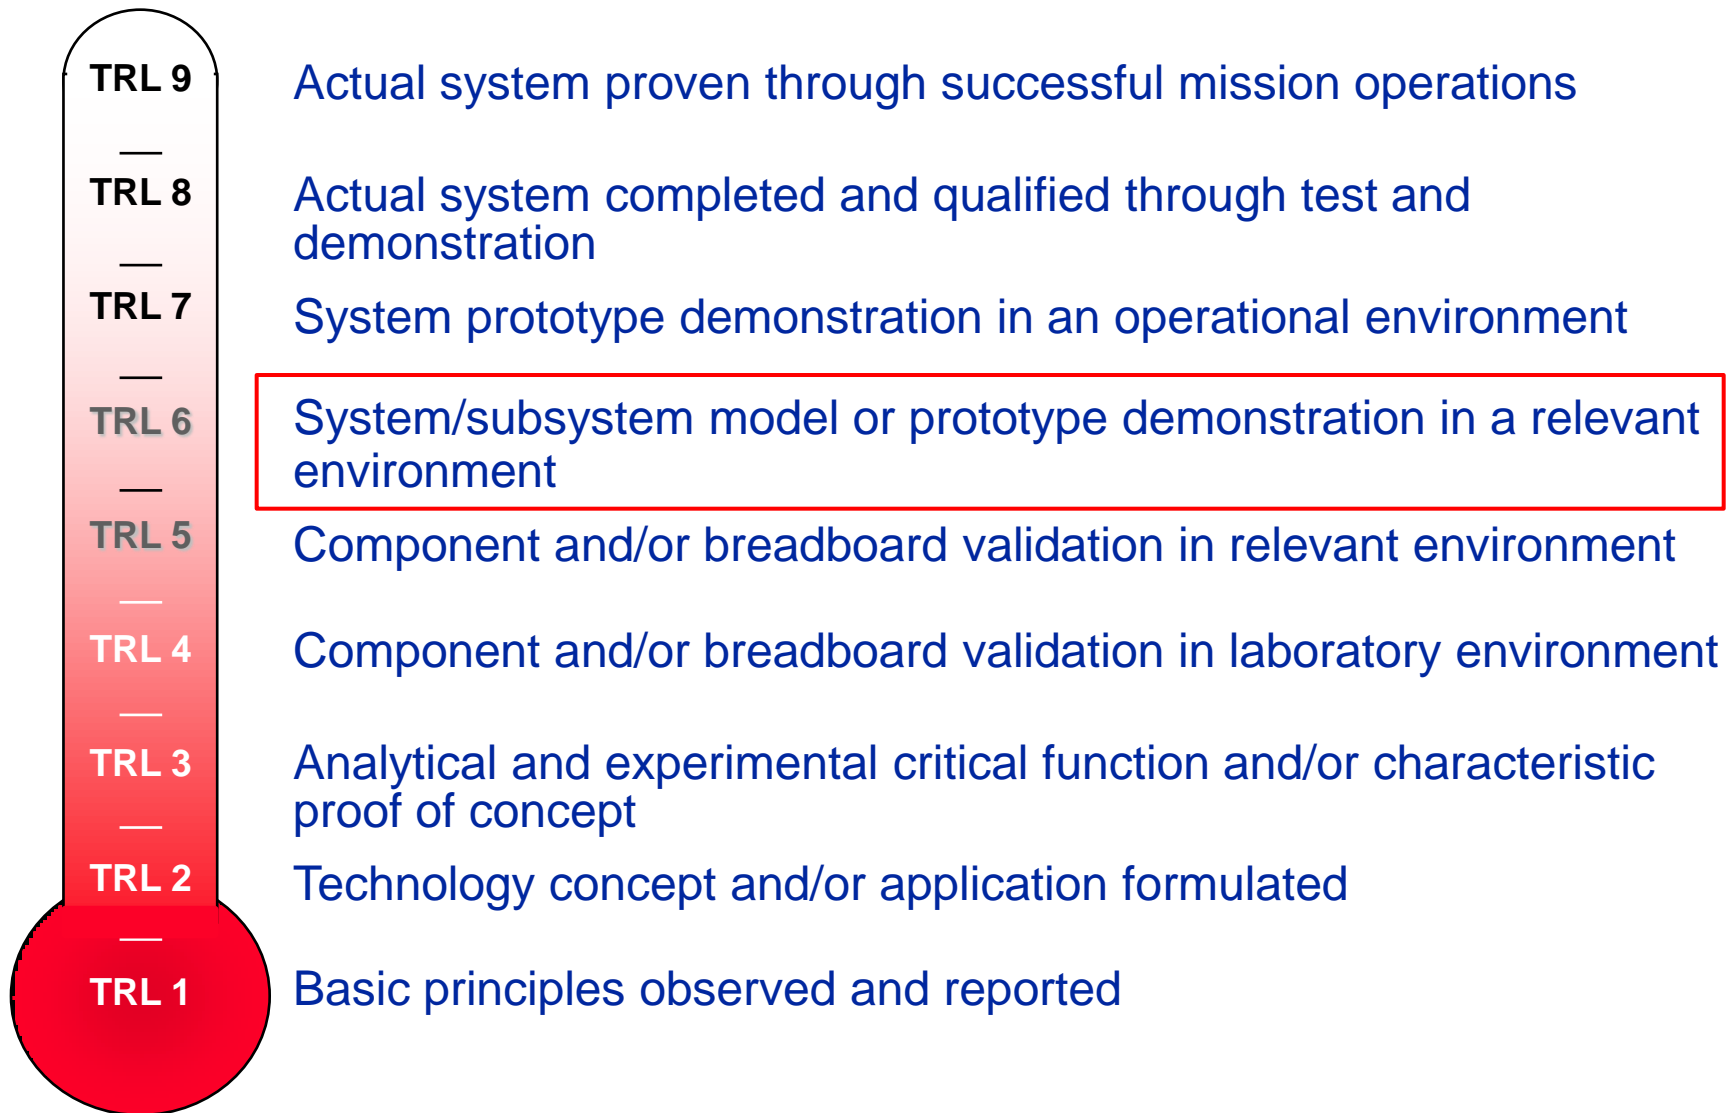 TRL 9
Actual system proven through successful mission operations
TRL 8
Actual system completed and qualified through test and
demonstration
TRL 7
System prototype demonstration in an operational environment
TRL 6
System/subsystem model or prototype demonstration in a relevant
environment
TRL 5
Component and/or breadboard validation in relevant environment
TRL 4
Component and/or breadboard validation in laboratory environment
TRL 3
Analytical and experimental critical function and/or characteristic
proof of concept
TRL 2
Technology concept and/or application formulated
TRL 1
Basic principles observed and reported